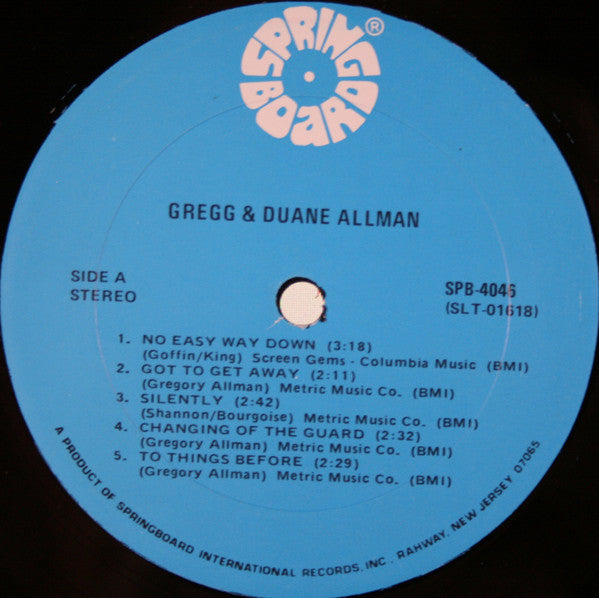 SPRING BOARD ®
GREGG & DUANE ALLMAN
SIDE A
STEREO
SPB-4046
(SLT-01618)
1. NO EASY WAY DOWN (3:18)
(Goffin/King) Screen Gems - Columbia Music (BMI)
2. GOT TO GET AWAY (2:11)
(Gregory Allman) Metric Music Co. (BMI)
3. SILENTLY (2:42)
(Shannon/Bourgoise) Metric Music Co. (BMI)
4. CHANGING OF THE GUARD (2:32)
(Gregory Allman) Metric Music Co. (BMI)
5. TO THINGS BEFORE (2:29)
(Gregory Allman) Metric Music Co. (BMI)
A PRODUCT OF SPRINGBOARD INTERNATIONAL RECORDS, INC., RAHWAY, NEW JERSEY 07065